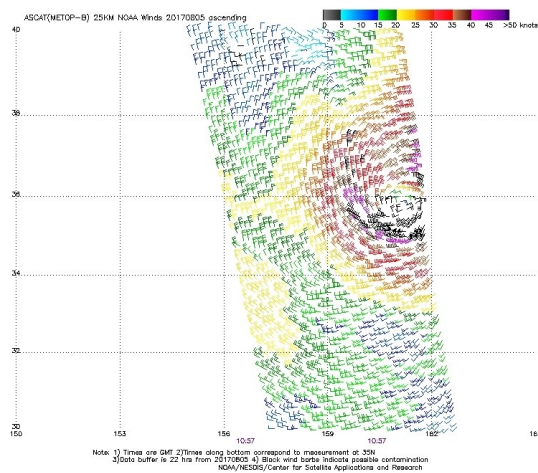 ASCAT(METOP-B) 25KM NOAA Winds 20170805 ascending
0 5 10 15 20 25 30 35 40 45 >50 knots
40
38
36
34
32
30
150 153 156 159 162 16
10:57 10:57
Note: 1) Times are GMT 2)Times along bottom correspond to measurement at 35N
3)Data buffer is 22 hrs from 20170805 4) Black wind barbs indicate possible contamination
NOAA/NESDIS/Center for Satellite Applications and Research